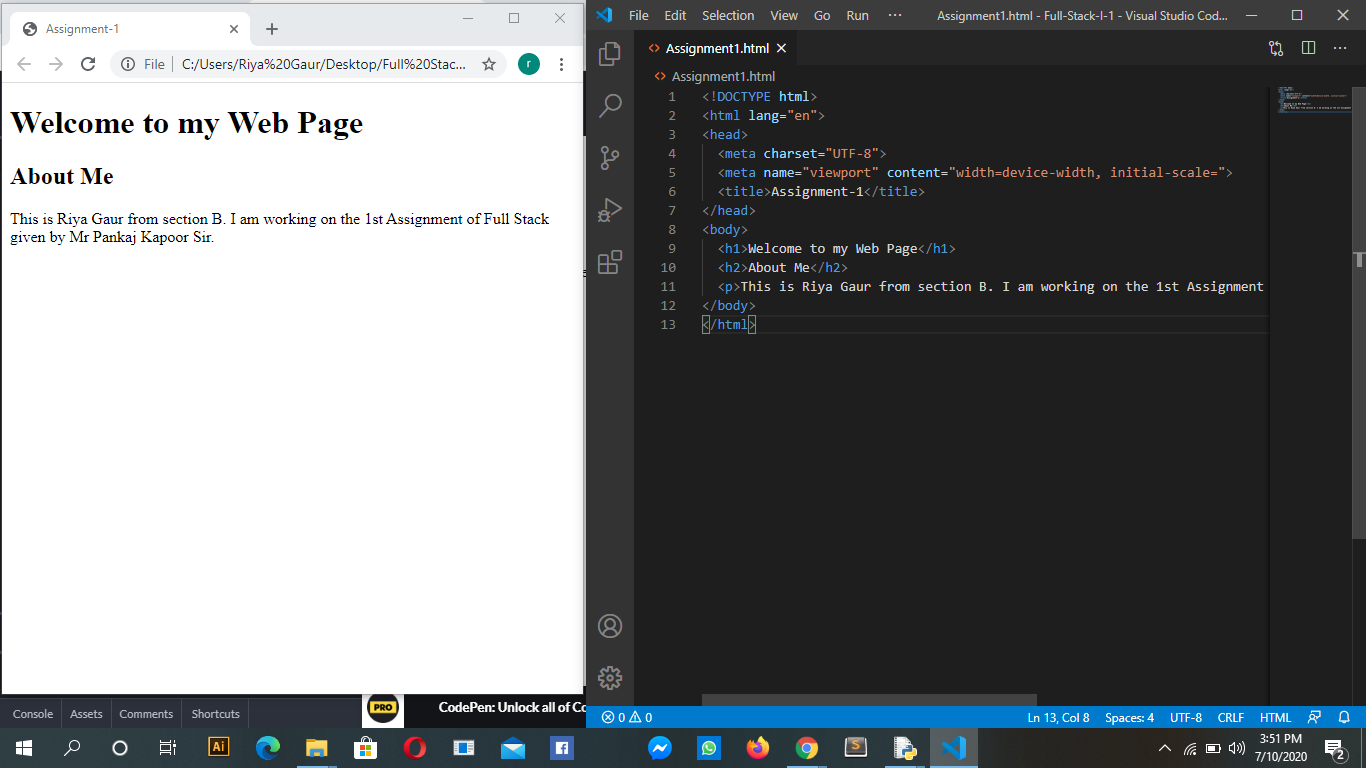 Assignment-1
File
C:/Users/Riya%20Gaur/Desktop/Full%20Stac...
r
Welcome to my Web Page
About Me
This is Riya Gaur from section B. I am working on the 1st Assignment of Full Stack
given by Mr Pankaj Kapoor Sir.
Console Assets Comments Shortcuts
PRO
CodePen: Unlock all of Co
File Edit Selection View Go Run ··· Assignment1.html - Full-Stack-I-1 - Visual Studio Cod...
Assignment1.html
Assignment1.html
1 <!DOCTYPE html>
2 <html lang="en">
3 <head>
4 <meta charset="UTF-8">
5 <meta name="viewport" content="width=device-width, initial-scale=">
6 <title>Assignment-1</title>
7 </head>
8 <body>
9 <h1>Welcome to my Web Page</h1>
10 <h2>About Me</h2>
11 <p>This is Riya Gaur from section B. I am working on the 1st Assignment
12 </body>
13 </html>
0 0 Ln 13, Col 8 Spaces: 4 UTF-8 CRLF HTML
Ai
S
3:51 PM
7/10/2020
2